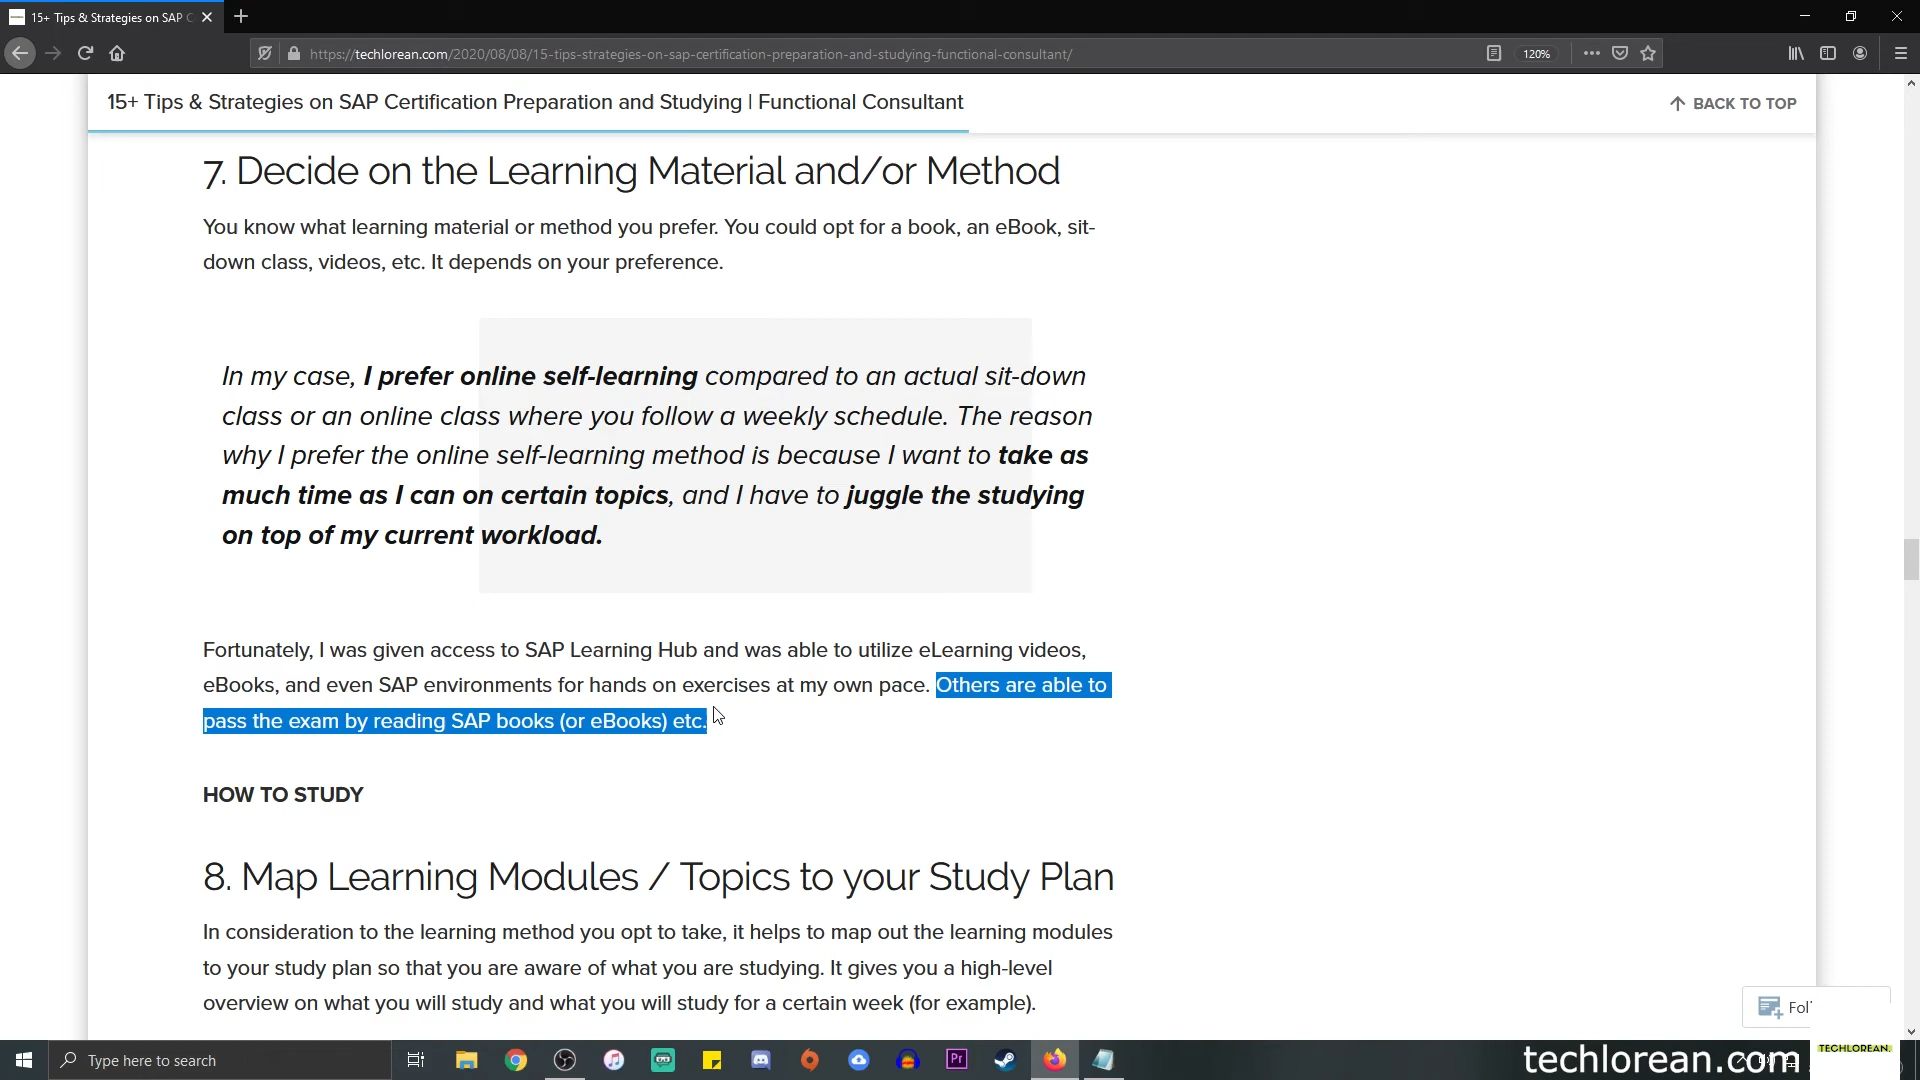 15+ Tips & Strategies on SAP C
https://techlorean.com/2020/08/08/15-tips-strategies-on-sap-certification-preparation-and-studying-functional-consultant/
120%
15+ Tips & Strategies on SAP Certification Preparation and Studying | Functional Consultant
BACK TO TOP
7. Decide on the Learning Material and/or Method
You know what learning material or method you prefer. You could opt for a book, an eBook, sit-
down class, videos, etc. It depends on your preference.
In my case, I prefer online self-learning compared to an actual sit-down
class or an online class where you follow a weekly schedule. The reason
why I prefer the online self-learning method is because I want to take as
much time as I can on certain topics, and I have to juggle the studying
on top of my current workload.
Fortunately, I was given access to SAP Learning Hub and was able to utilize eLearning videos,
eBooks, and even SAP environments for hands on exercises at my own pace. Others are able to
pass the exam by reading SAP books (or eBooks) etc.
HOW TO STUDY
8. Map Learning Modules / Topics to your Study Plan
In consideration to the learning method you opt to take, it helps to map out the learning modules
to your study plan so that you are aware of what you are studying. It gives you a high-level
overview on what you will study and what you will study for a certain week (for example).
Fol
Type here to search
Pr
techlorean.com
TECHLOREAN.